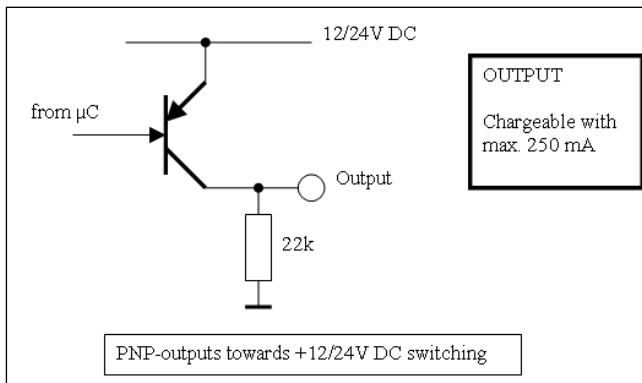 12/24V DC
OUTPUT
Chargeable with
max. 250 mA
from µC
Output
22k
PNP-outputs towards +12/24V DC switching